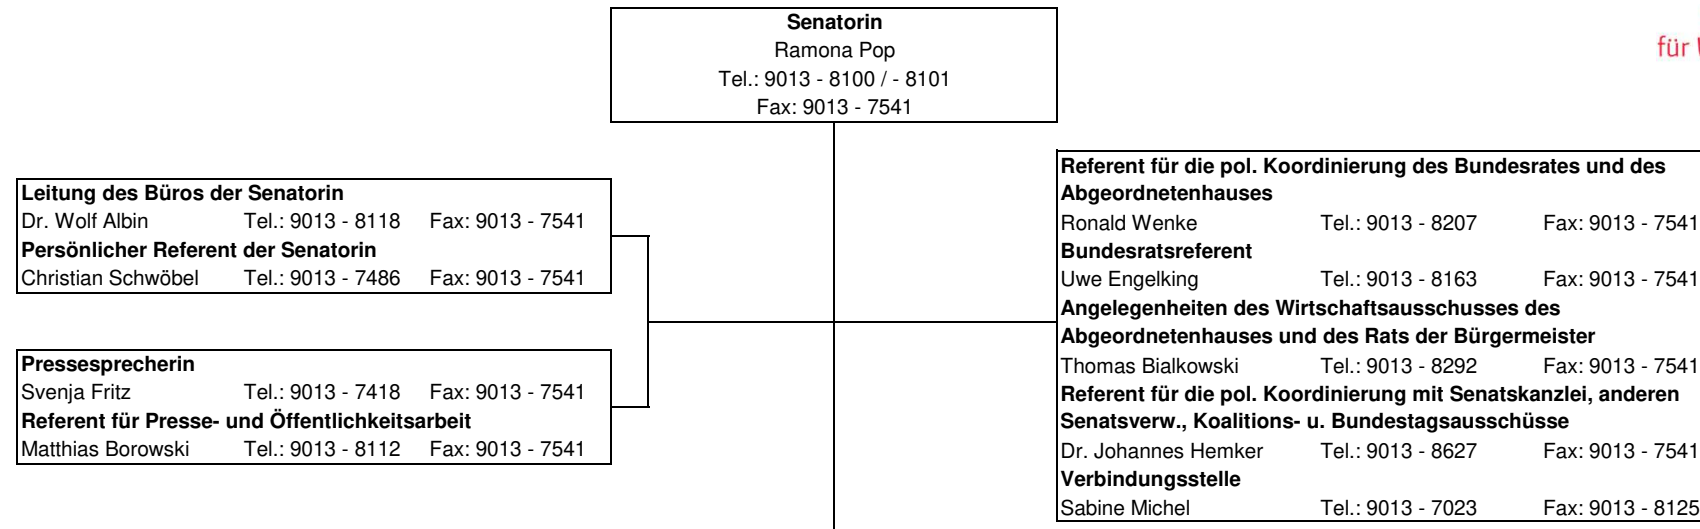 Senatorin
Ramona Pop
Tel.: 9013 - 8100 / - 8101
Fax: 9013 - 7541
für
Leitung des Büros der Senatorin
Dr. Wolf Albin Tel.: 9013 - 8118 Fax: 9013 - 7541
Persönlicher Referent der Senatorin
Christian Schwöbel Tel.: 9013 - 7486 Fax: 9013 - 7541
Pressesprecherin
Svenja Fritz Tel.: 9013 - 7418 Fax: 9013 - 7541
Referent für Presse- und Öffentlichkeitsarbeit
Matthias Borowski Tel.: 9013 - 8112 Fax: 9013 - 7541
Referent für die pol. Koordinierung des Bundesrates und des
Abgeordnetenhauses
Ronald Wenke Tel.: 9013 - 8207 Fax: 9013 - 7541
Bundesratsreferent
Uwe Engelking Tel.: 9013 - 8163 Fax: 9013 - 7541
Angelegenheiten des Wirtschaftsausschusses des
Abgeordnetenhauses und des Rats der Bürgermeister
Thomas Bialkowski Tel.: 9013 - 8292 Fax: 9013 - 7541
Referent für die pol. Koordinierung mit Senatskanzlei, anderen
Senatsverw., Koalitions- u. Bundestagsausschüsse
Dr. Johannes Hemker Tel.: 9013 - 8627 Fax: 9013 - 7541
Verbindungsstelle
Sabine Michel Tel.: 9013 - 7023 Fax: 9013 - 8125